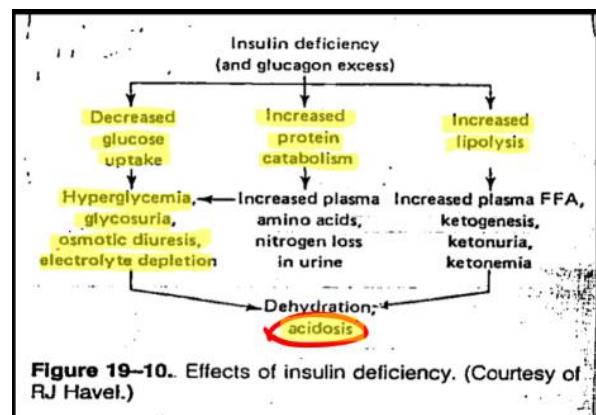 Insulin deficiency
(and glucagon excess)
Decreased
glucose
uptake
Increased
protein
catabolism
Increased
lipolysis
Hyperglycemia,
glycosuria,
osmotic diuresis,
electrolyte depletion
Increased plasma
amino acids,
nitrogen loss
in urine
Increased plasma FFA,
ketogenesis,
ketonuria,
ketonemia
Dehydration,
acidosis
Figure 19–10. Effects of insulin deficiency. (Courtesy of
RJ Havel.)